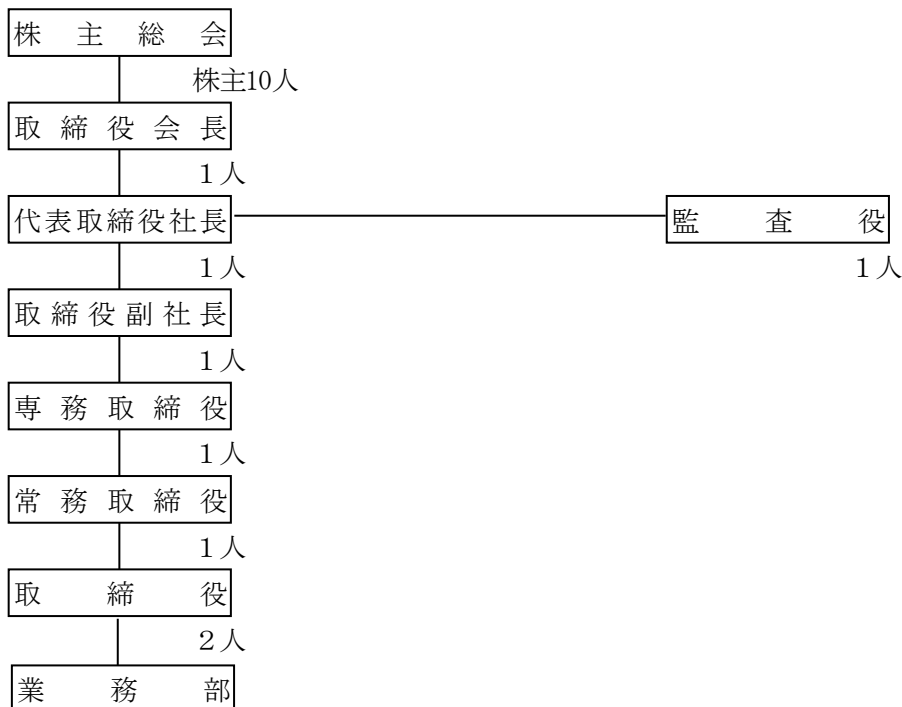 株主総会
株主10人
取締役会長
１人
代表取締役社長
監査役
１人
１人
取締役副社長
１人
専務取締役
１人
常務取締役
１人
取締役
２人
業務部